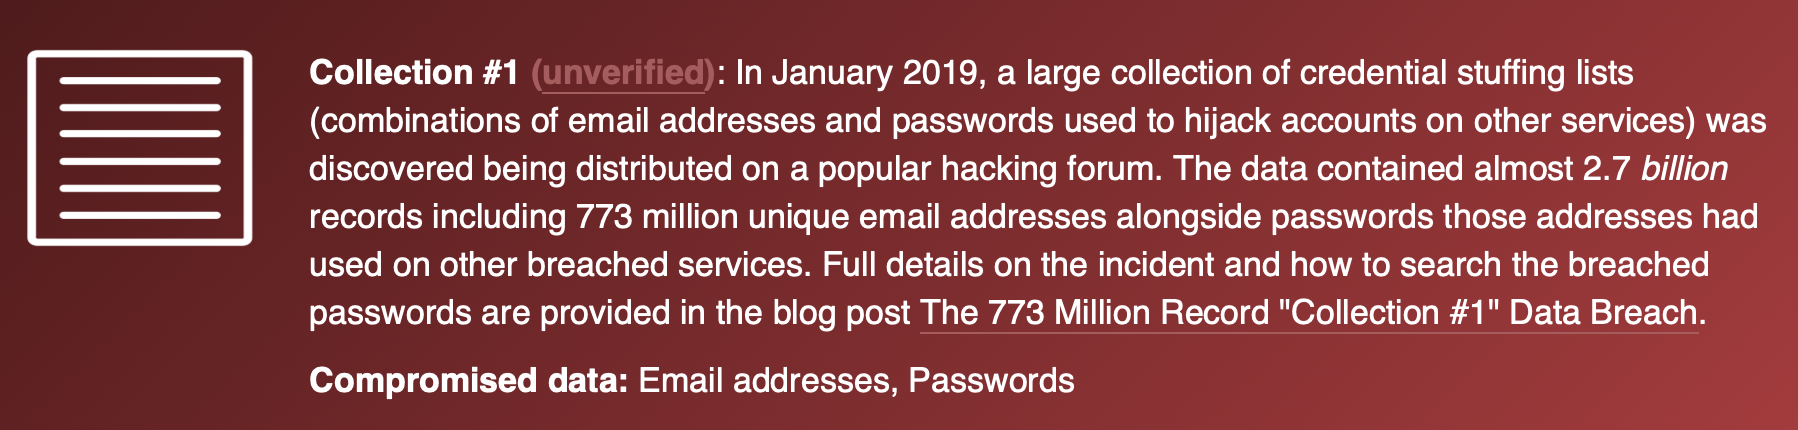 Collection #1 (unverified): In January 2019, a large collection of credential stuffing lists
(combinations of email addresses and passwords used to hijack accounts on other services) was
discovered being distributed on a popular hacking forum. The data contained almost 2.7 billion
records including 773 million unique email addresses alongside passwords those addresses had
used on other breached services. Full details on the incident and how to search the breached
passwords are provided in the blog post The 773 Million Record "Collection #1" Data Breach.
Compromised data: Email addresses, Passwords